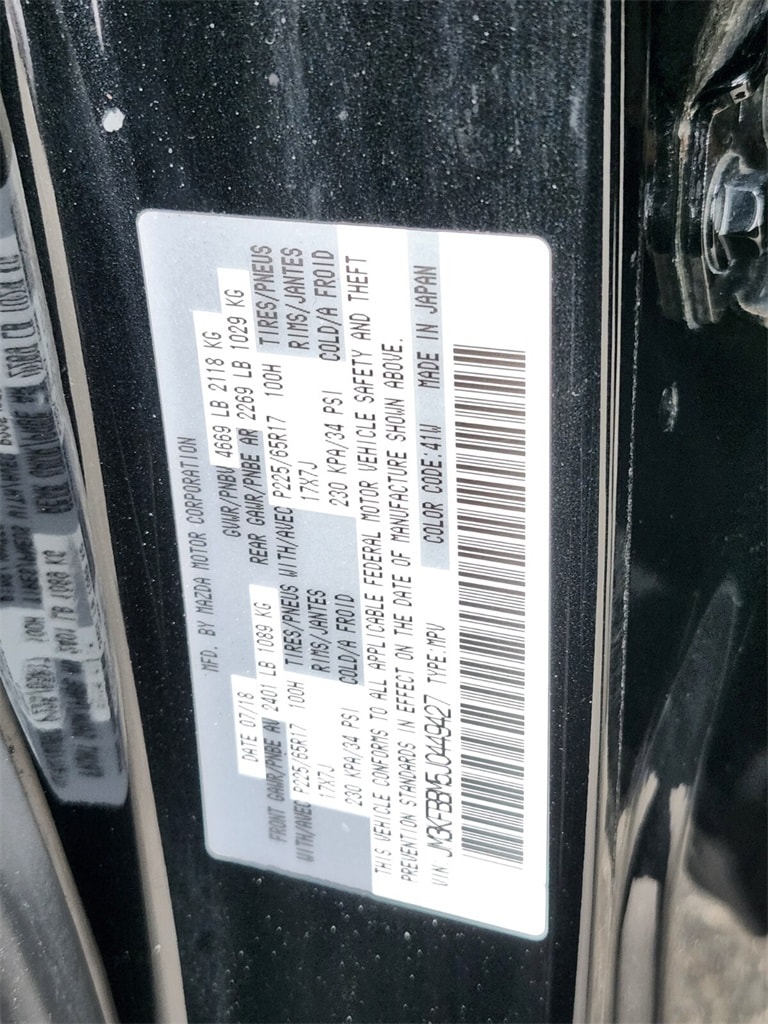 MFD. BY MAZDA MOTOR CORPORATION
DATE 07/18 GVWR/PNBV 4669 LB 2118 KG
FRONT GAWR/PNBE AV 2401 LB 1089 KG REAR GAWR/PNBE AR 2269 LB 1029 KG
WITH/AVEC P225/65R17 100H TIRES/PNEUS WITH/AVEC P225/65R17 100H TIRES/PNEUS
17X7J RIMS/JANTES 17X7J RIMS/JANTES
230 KPA/34 PSI COLD/A FROID 230 KPA/34 PSI COLD/A FROID
THIS VEHICLE CONFORMS TO ALL APPLICABLE FEDERAL MOTOR VEHICLE SAFETY AND THEFT
PREVENTION STANDARDS IN EFFECT ON THE DATE OF MANUFACTURE SHOWN ABOVE.
VIN: JM3KFBBM5J0449427 TYPE:MPV COLOR CODE:41W MADE IN JAPAN